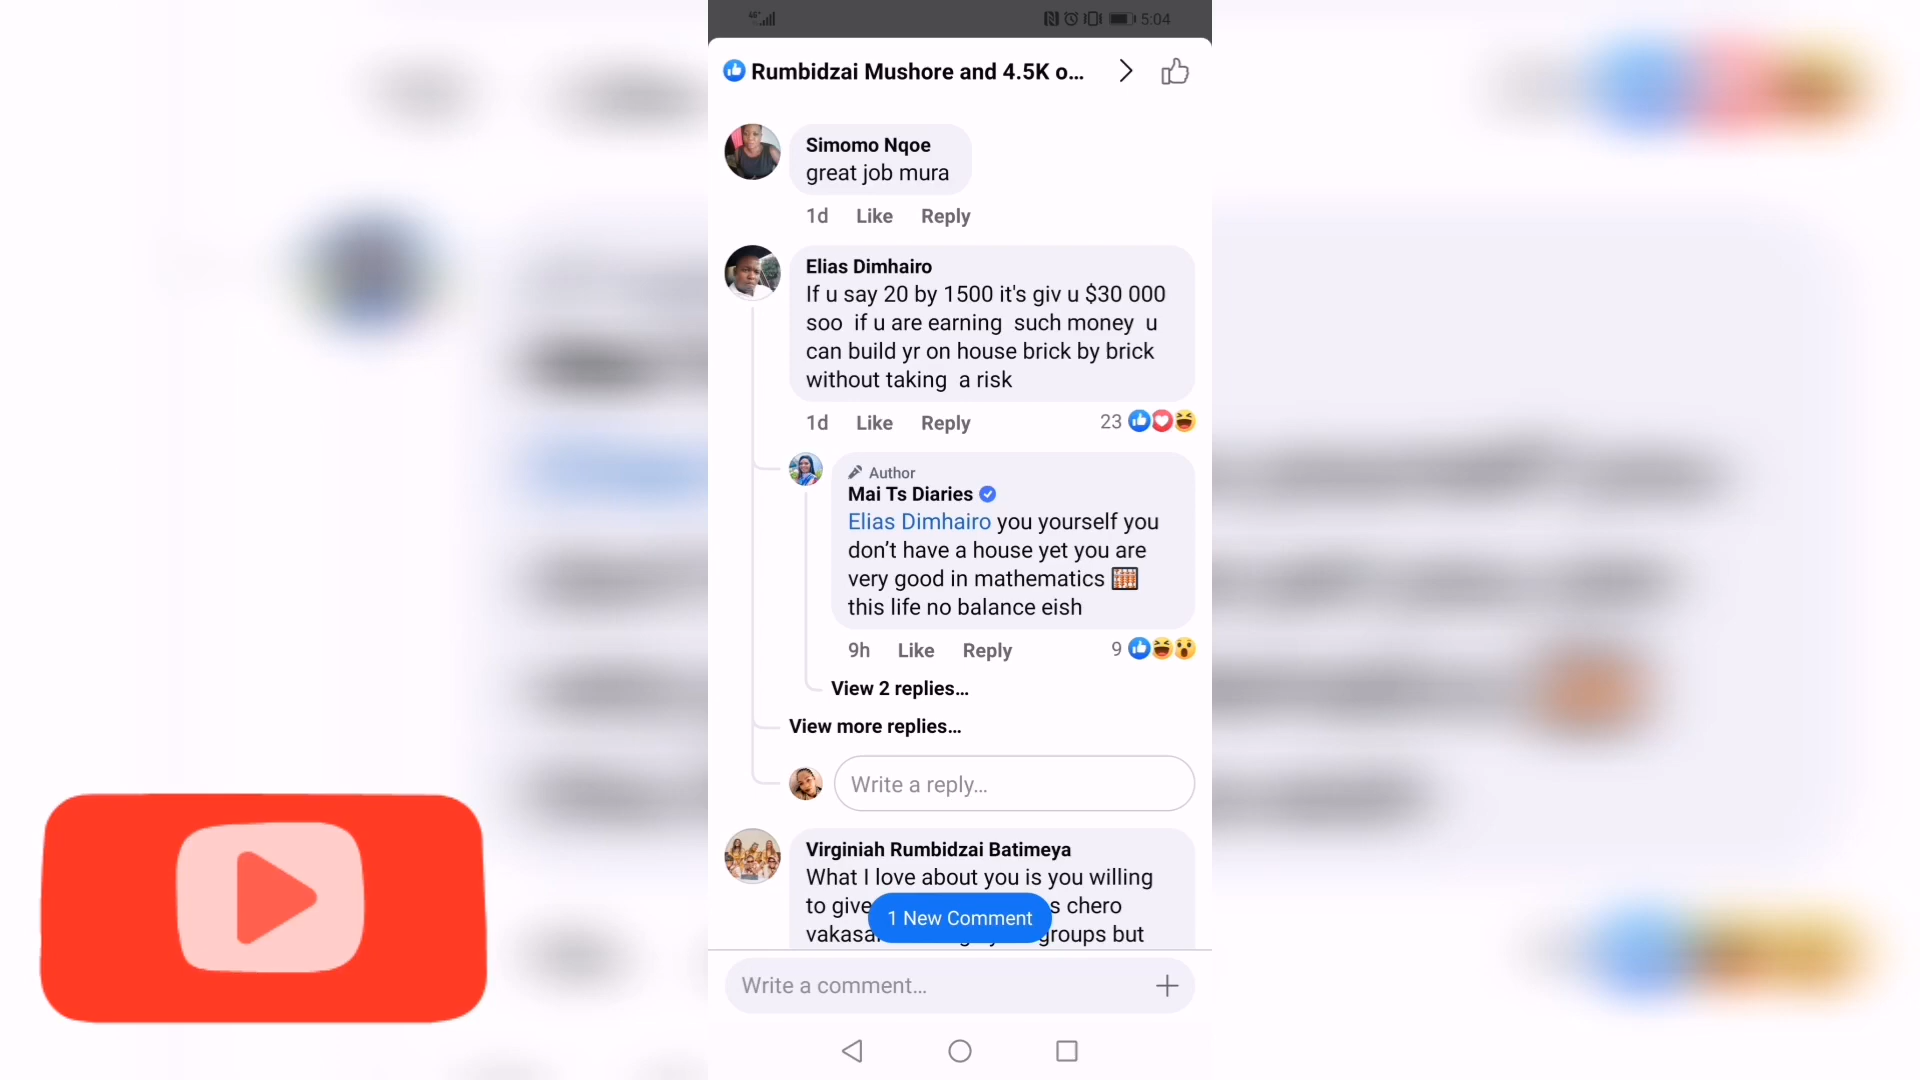 5:04
Rumbidzai Mushore and 4.5K o...
Simomo Nqoe
great job mura
1d Like Reply
Elias Dimhairo
If u say 20 by 1500 it's giv u $30 000
soo if u are earning such money u
can build yr on house brick by brick
without taking a risk
1d Like Reply 23
Author
Mai Ts Diaries
Elias Dimhairo you yourself you
don't have a house yet you are
very good in mathematics 🧮
this life no balance eish
9h Like Reply 9
View 2 replies...
View more replies...
Write a reply...
Virginiah Rumbidzai Batimeya
What I love about you is you willing
to give s chero
groups but
1 New Comment
Write a comment...